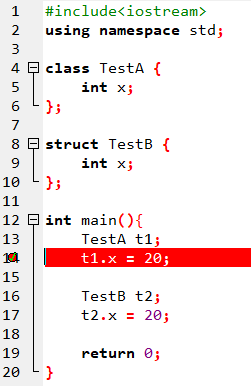 1 #include<iostream>
2 using namespace std;
3
4 class TestA {
5 int x;
6 };
7
8 struct TestB {
9 int x;
10 };
11
12 int main(){
13 TestA t1;
14 t1.x = 20;
15
16 TestB t2;
17 t2.x = 20;
18
19 return 0;
20 }